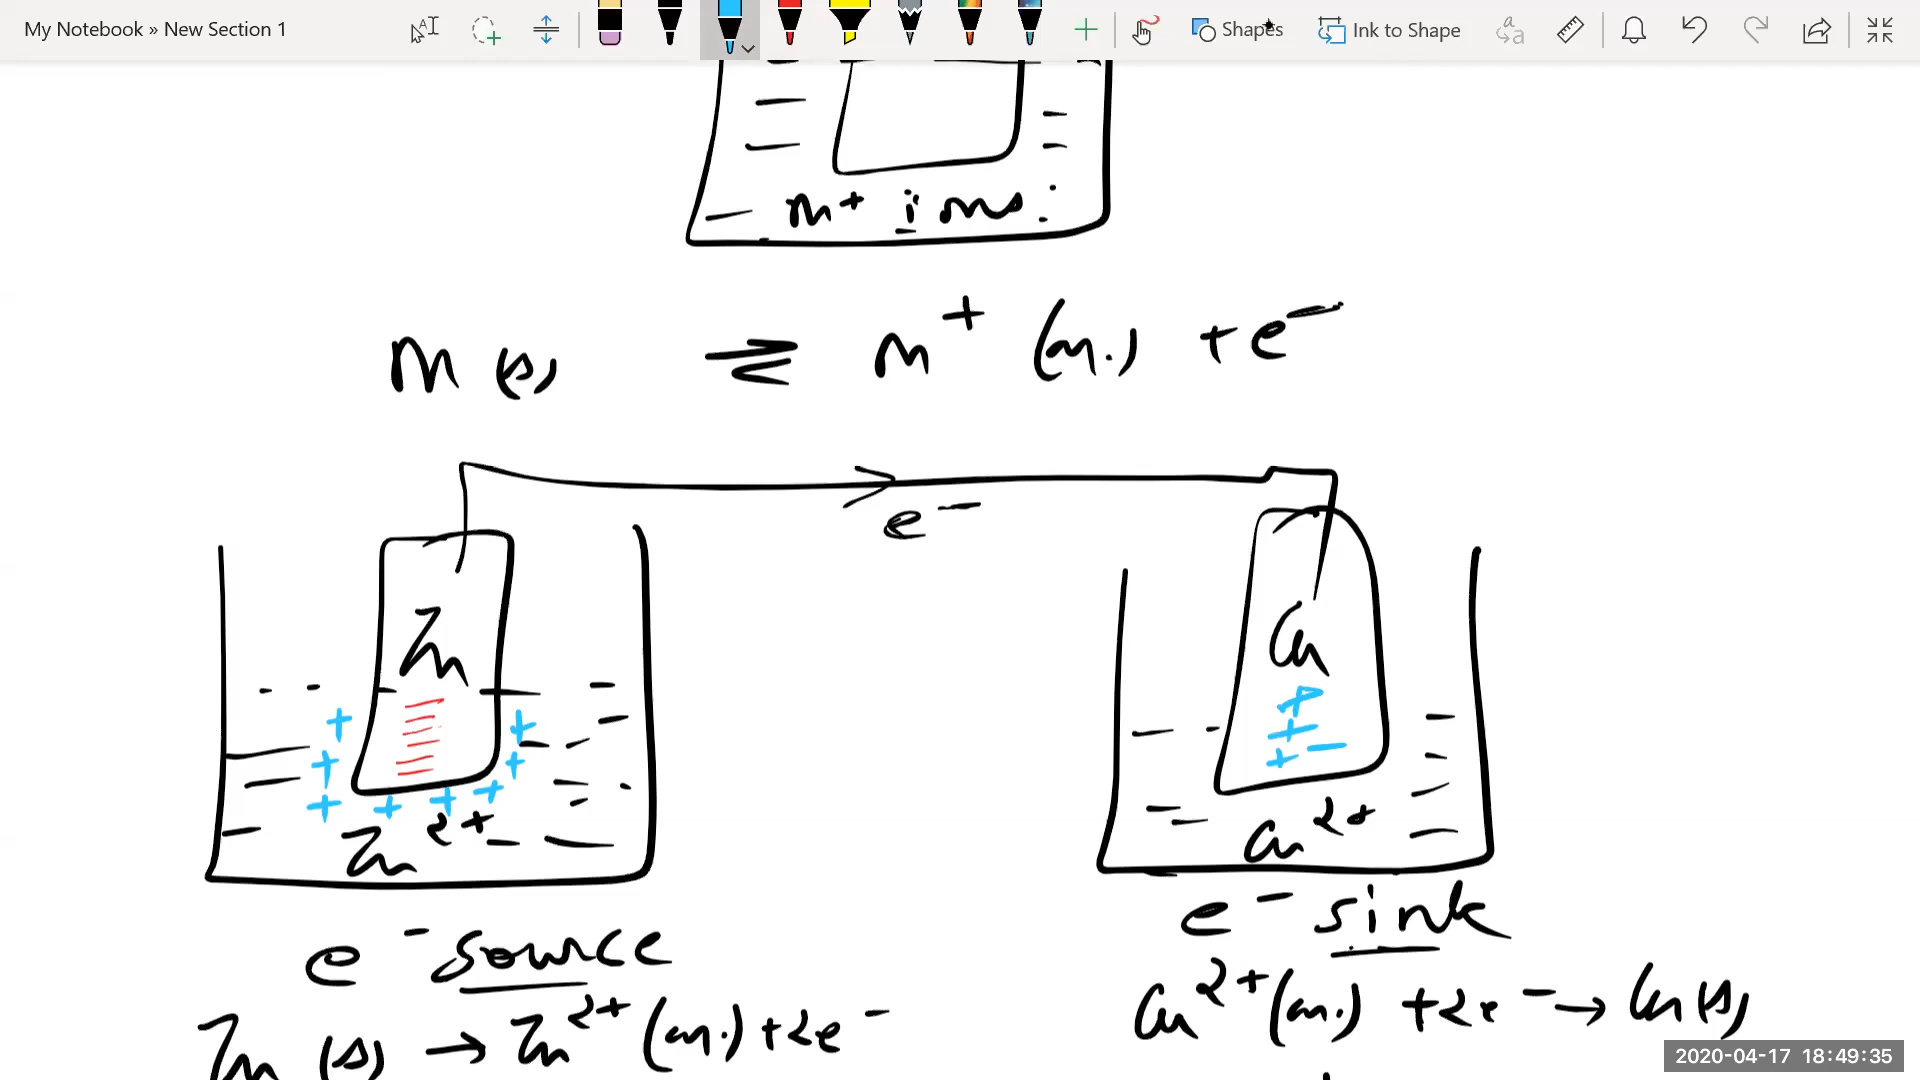 My Notebook » New Section 1
Shapes
Ink to Shape
M⁺ ions
M (s) ⇌ M⁺ (aq.) + e⁻
e⁻
Zn
Cu
Zn²⁺
Cu²⁺
e⁻ source
e⁻ sink
Zn (s) → Zn²⁺ (aq.) + 2e⁻
Cu²⁺ (aq.) + 2e⁻ → Cu(s)
2020-04-17 18:49:35